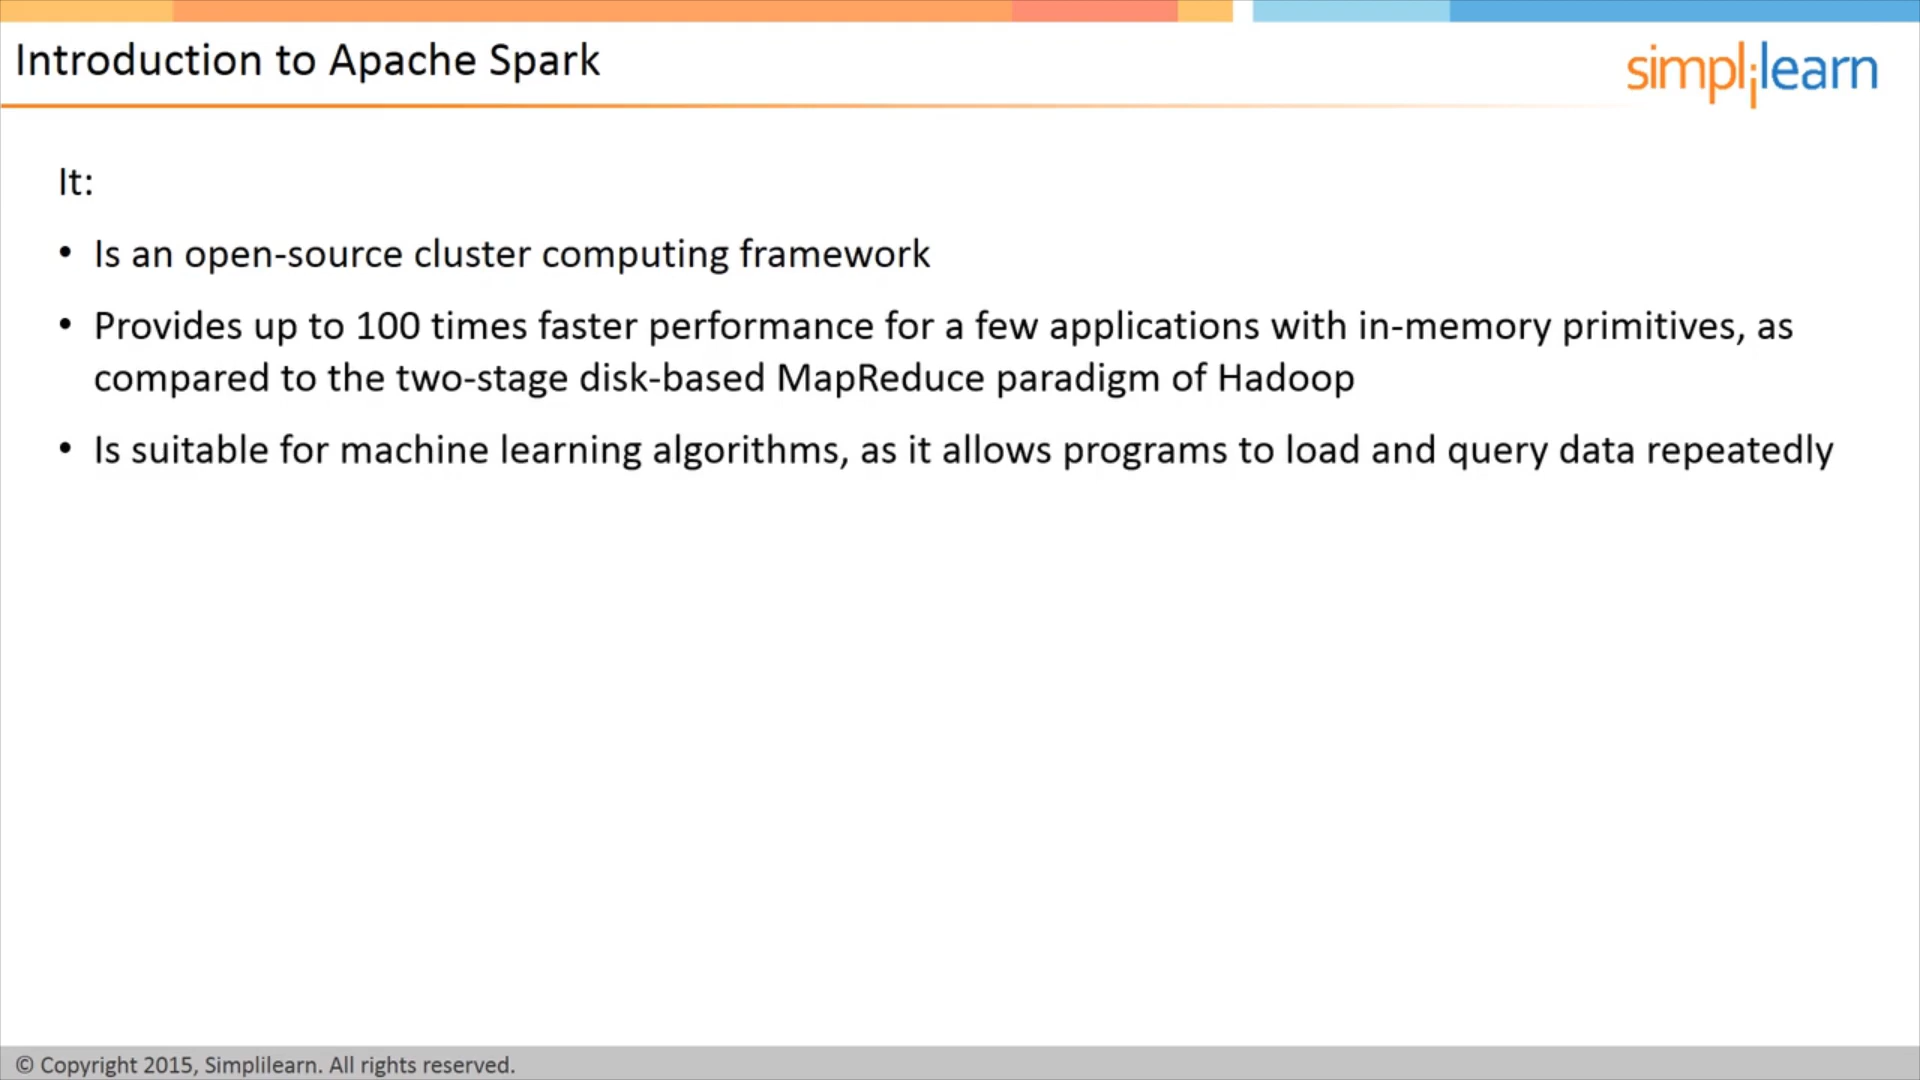 Introduction to Apache Spark
simplilearn
It:
• Is an open-source cluster computing framework
• Provides up to 100 times faster performance for a few applications with in-memory primitives, as
compared to the two-stage disk-based MapReduce paradigm of Hadoop
• Is suitable for machine learning algorithms, as it allows programs to load and query data repeatedly
© Copyright 2015, Simplilearn. All rights reserved.